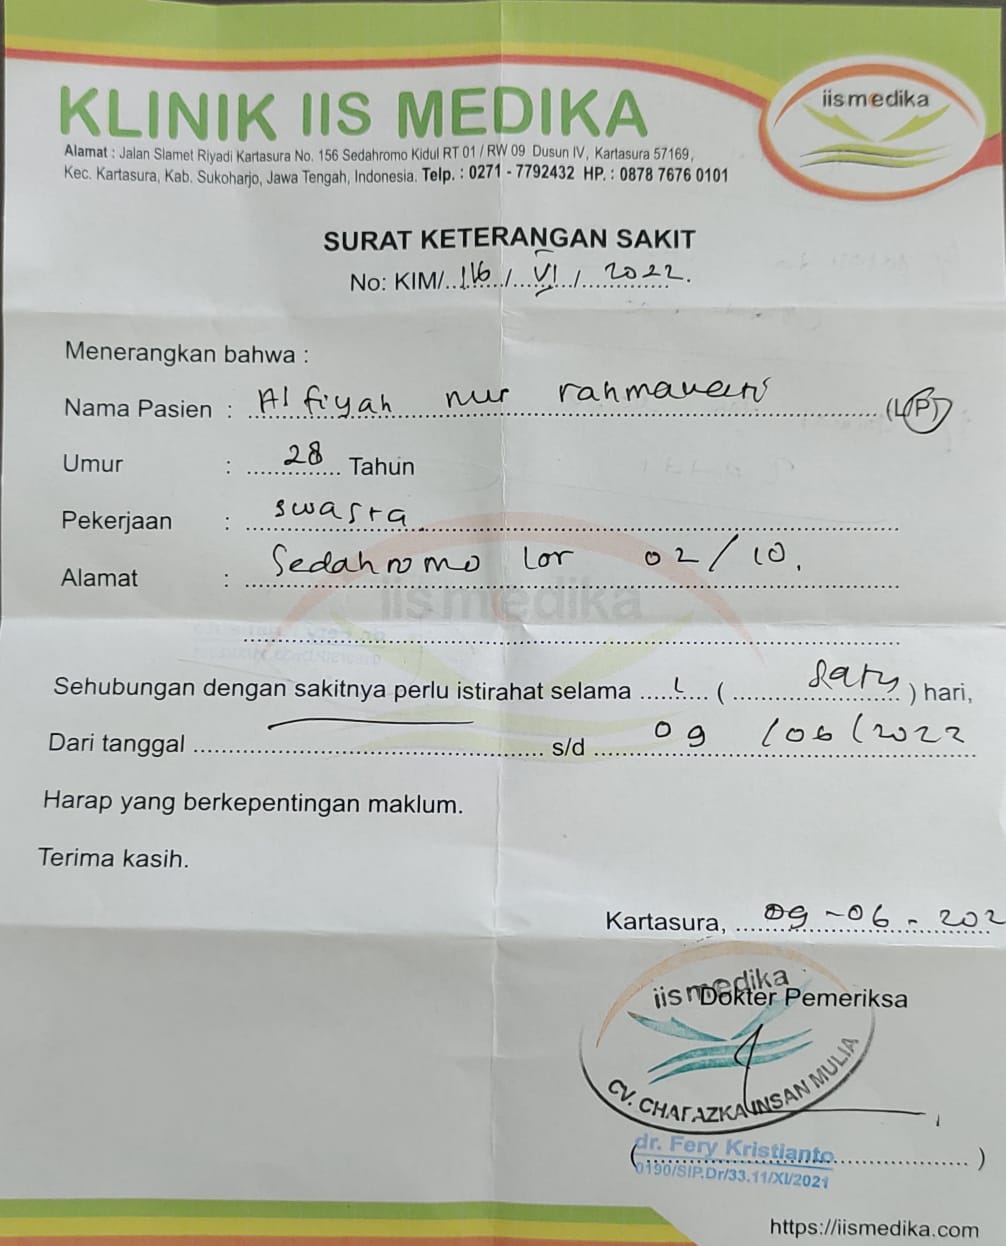 KLINIK IIS MEDIKA
iismedika
Alamat : Jalan Slamet Riyadi Kartasura No. 156 Sedahromo Kidul RT 01 / RW 09 Dusun IV, Kartasura 57169,
Kec. Kartasura, Kab. Sukoharjo, Jawa Tengah, Indonesia. Telp. : 0271 - 7792432 HP. : 0878 7676 0101
SURAT KETERANGAN SAKIT
No: KIM/ 116 / VI / 2022.
Menerangkan bahwa :
Nama Pasien : Alfiyah nur rahmawati (L/P)
Umur : 28 Tahun
Pekerjaan : swasta
Alamat : Sedahromo lor 02/10.
iismedika
Sehubungan dengan sakitnya perlu istirahat selama 1 ( satu ) hari,
Dari tanggal s/d 09 /06/2022
Harap yang berkepentingan maklum.
Terima kasih.
Kartasura, 09-06-202
iismedika
Dokter Pemeriksa
CV. CHAFAZKA INSAN MULIA
(dr. Fery Kristianto )
0190/SIP.Dr/33.11/XI/2021
https://iismedika.com